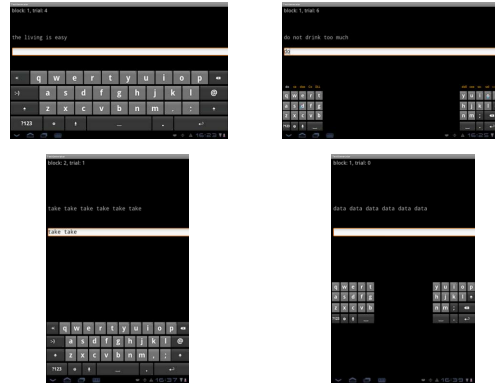 block: 1, trial: 4
the living is easy
q w e r t y u i o p
:-) a s d f g h j k l @
z x c v b n m . :
?123
block: 1, trial: 6
do not drink too much
do
q w e r t
a s d f g
z x c v b
y u i o p
h j k l
n m :
block: 2, trial: 1
take take take take take take
take take
q w e r t y u i o p
:-) a s d f g h j k l @
z x c v b n m . :
?123
block: 1, trial: 0
data data data data data data
q w e r t
a s d f g
z x c v b
?123
y u i o p
h j k l
n m :